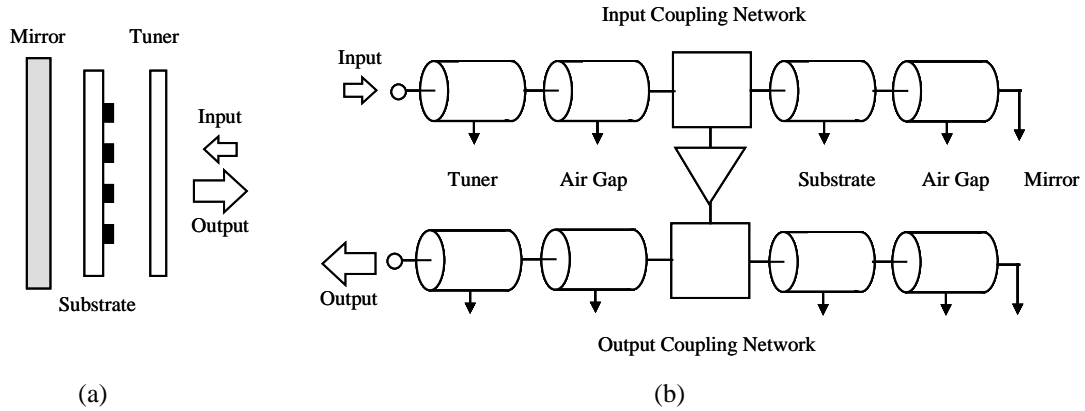 Mirror
Tuner
Input
Output
Substrate
(a)
Input Coupling Network
Input
Tuner
Air Gap
Substrate
Air Gap
Mirror
Output
Output Coupling Network
(b)